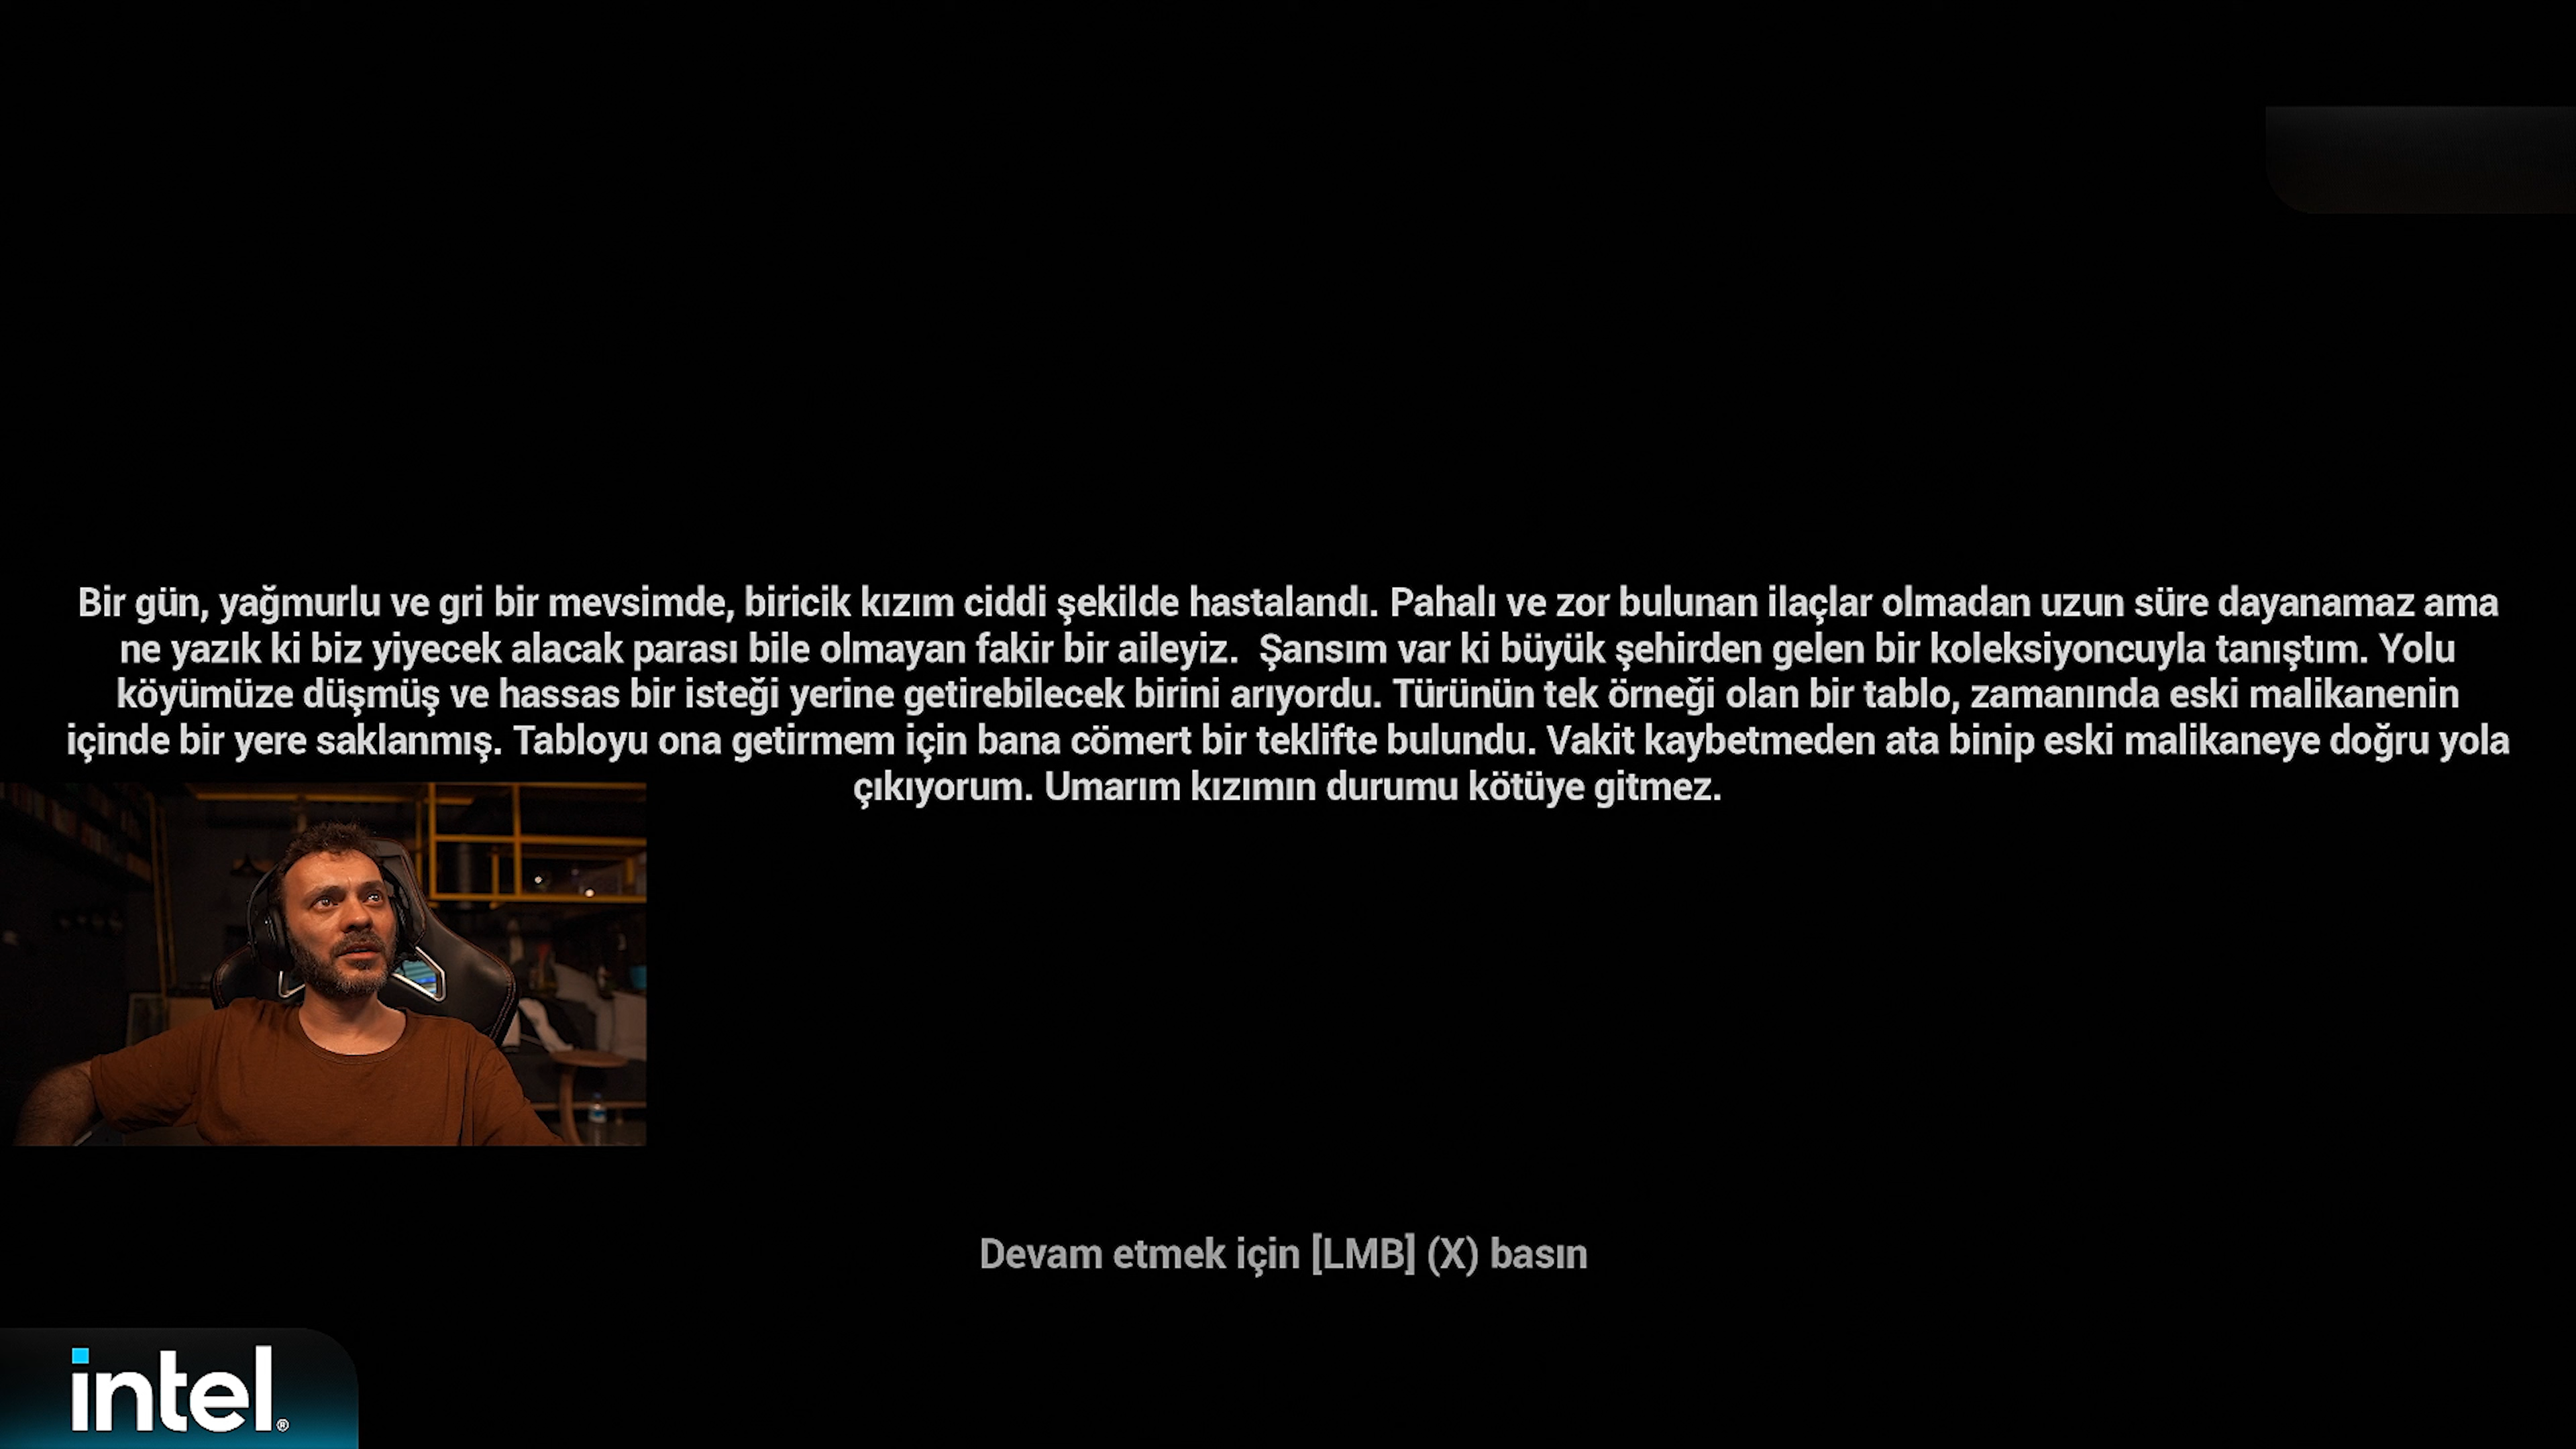 Bir gün, yağmurlu ve gri bir mevsimde, biricik kızım ciddi şekilde hastalandı. Pahalı ve zor bulunan ilaçlar olmadan uzun süre dayanamaz ama
ne yazık ki biz yiyecek alacak parası bile olmayan fakir bir aileyiz.  Şansım var ki büyük şehirden gelen bir koleksiyoncuyla tanıştım. Yolu
köyümüze düşmüş ve hassas bir isteği yerine getirebilecek birini arıyordu. Türünün tek örneği olan bir tablo, zamanında eski malikanenin
içinde bir yere saklanmış. Tabloyu ona getirmem için bana cömert bir teklifte bulundu. Vakit kaybetmeden ata binip eski malikaneye doğru yola
çıkıyorum. Umarım kızımın durumu kötüye gitmez.
Devam etmek için [LMB] (X) basın
intel®